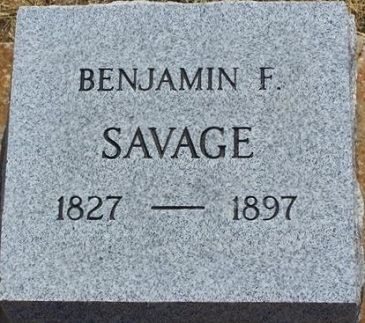 BENJAMIN F.
SAVAGE
1827 — 1897